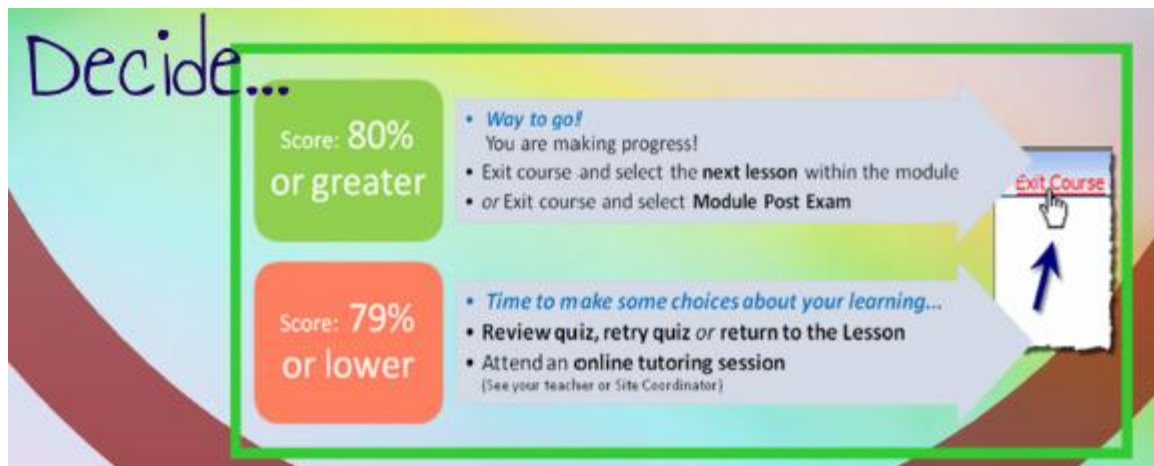 Decide...
Score: 80%
or greater
• Way to go!
You are making progress!
• Exit course and select the next lesson within the module
• or Exit course and select Module Post Exam
Exit Course
Score: 79%
or lower
• Time to make some choices about your learning...
• Review quiz, retry quiz or return to the Lesson
• Attend an online tutoring session
(See your teacher or Site Coordinator)